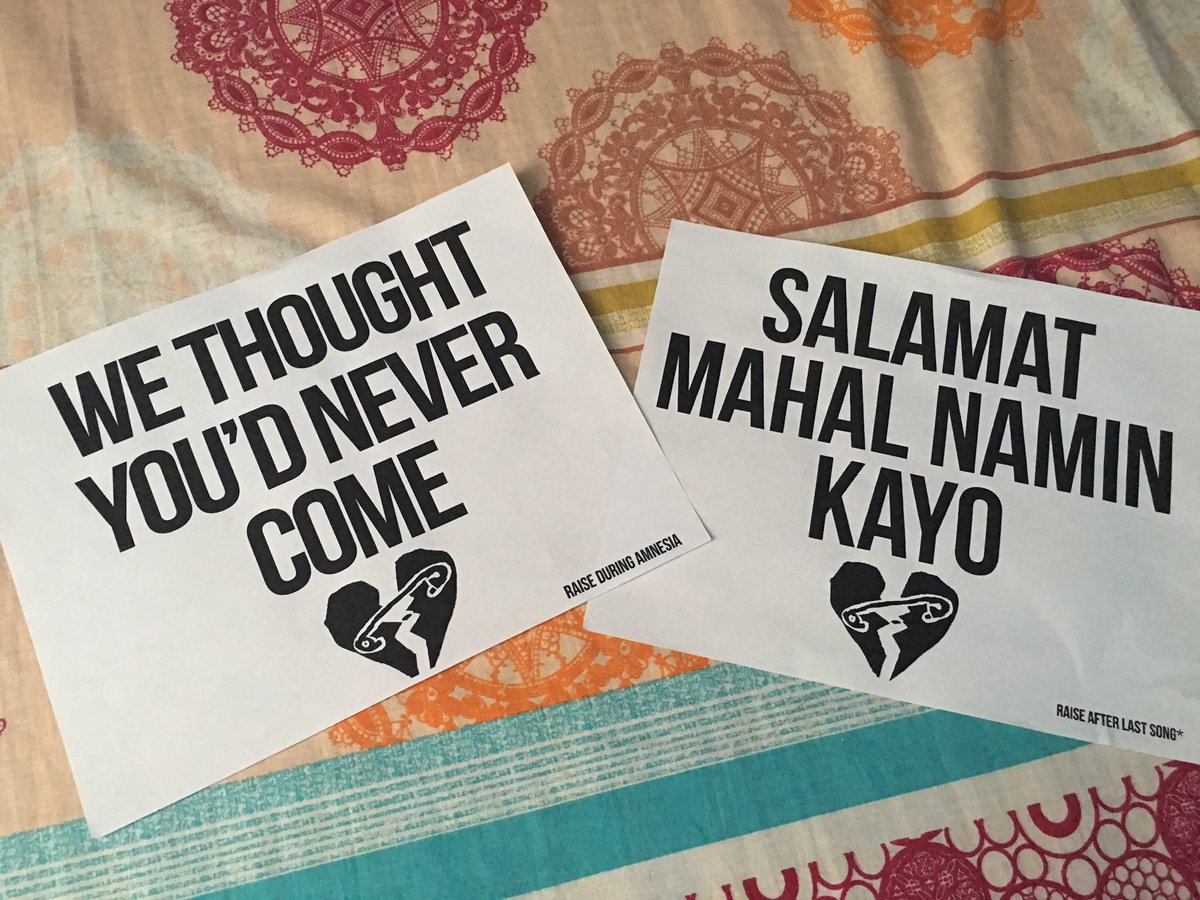 WE THOUGHT
YOU'D NEVER
COME
RAISE DURING AMNESIA
SALAMAT
MAHAL NAMIN
KAYO
RAISE AFTER LAST SONG*